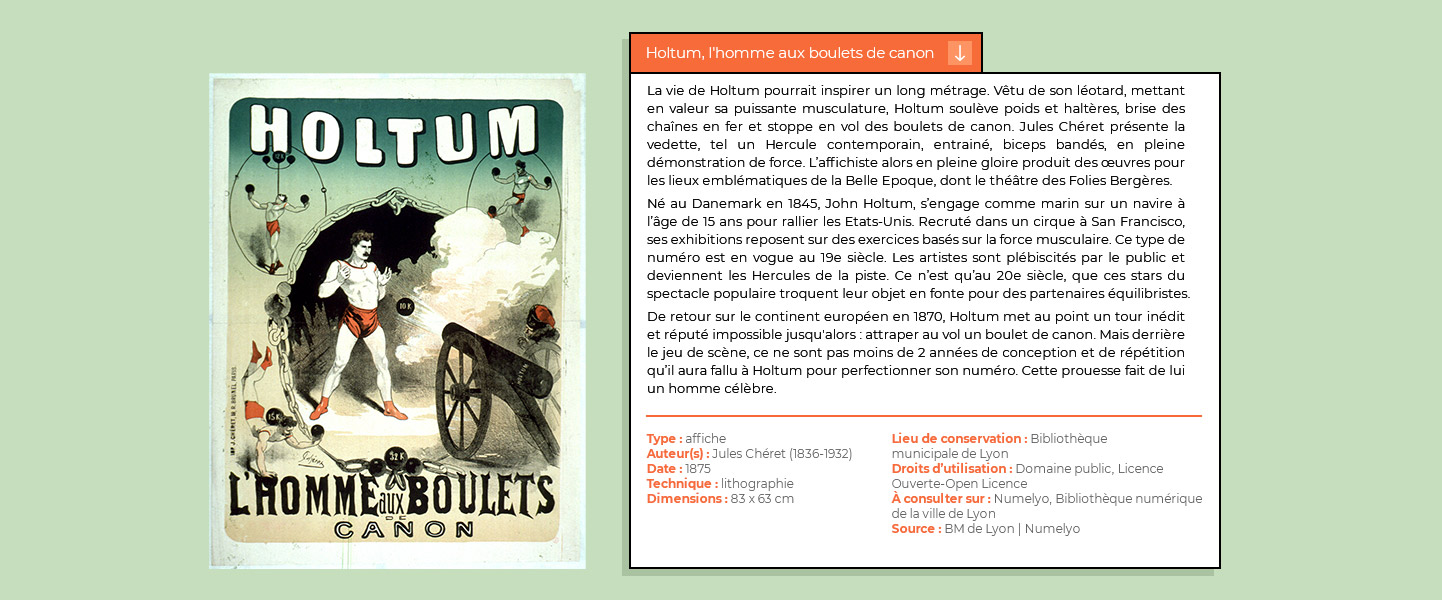 HOLTUM
12K
10 K
15K
32 K
IMP. J. CHÉRET, 18, R. BRUNEL, PARIS
L'HOMME aux BOULETS
DE
CANON
Holtum, l'homme aux boulets de canon ↓
La vie de Holtum pourrait inspirer un long métrage. Vêtu de son léotard, mettant
en valeur sa puissante musculature, Holtum soulève poids et haltères, brise des
chaînes en fer et stoppe en vol des boulets de canon. Jules Chéret présente la
vedette, tel un Hercule contemporain, entrainé, biceps bandés, en pleine
démonstration de force. L'affichiste alors en pleine gloire produit des œuvres pour
les lieux emblématiques de la Belle Epoque, dont le théâtre des Folies Bergères.
Né au Danemark en 1845, John Holtum, s'engage comme marin sur un navire à
l'âge de 15 ans pour rallier les Etats-Unis. Recruté dans un cirque à San Francisco,
ses exhibitions reposent sur des exercices basés sur la force musculaire. Ce type de
numéro est en vogue au 19e siècle. Les artistes sont plébiscités par le public et
deviennent les Hercules de la piste. Ce n'est qu'au 20e siècle, que ces stars du
spectacle populaire troquent leur objet en fonte pour des partenaires équilibristes.
De retour sur le continent européen en 1870, Holtum met au point un tour inédit
et réputé impossible jusqu'alors : attraper au vol un boulet de canon. Mais derrière
le jeu de scène, ce ne sont pas moins de 2 années de conception et de répétition
qu'il aura fallu à Holtum pour perfectionner son numéro. Cette prouesse fait de lui
un homme célèbre.
Type : affiche
Auteur(s) : Jules Chéret (1836-1932)
Date : 1875
Technique : lithographie
Dimensions : 83 x 63 cm
Lieu de conservation : Bibliothèque
municipale de Lyon
Droits d'utilisation : Domaine public, Licence
Ouverte-Open Licence
À consulter sur : Numelyo, Bibliothèque numérique
de la ville de Lyon
Source : BM de Lyon | Numelyo